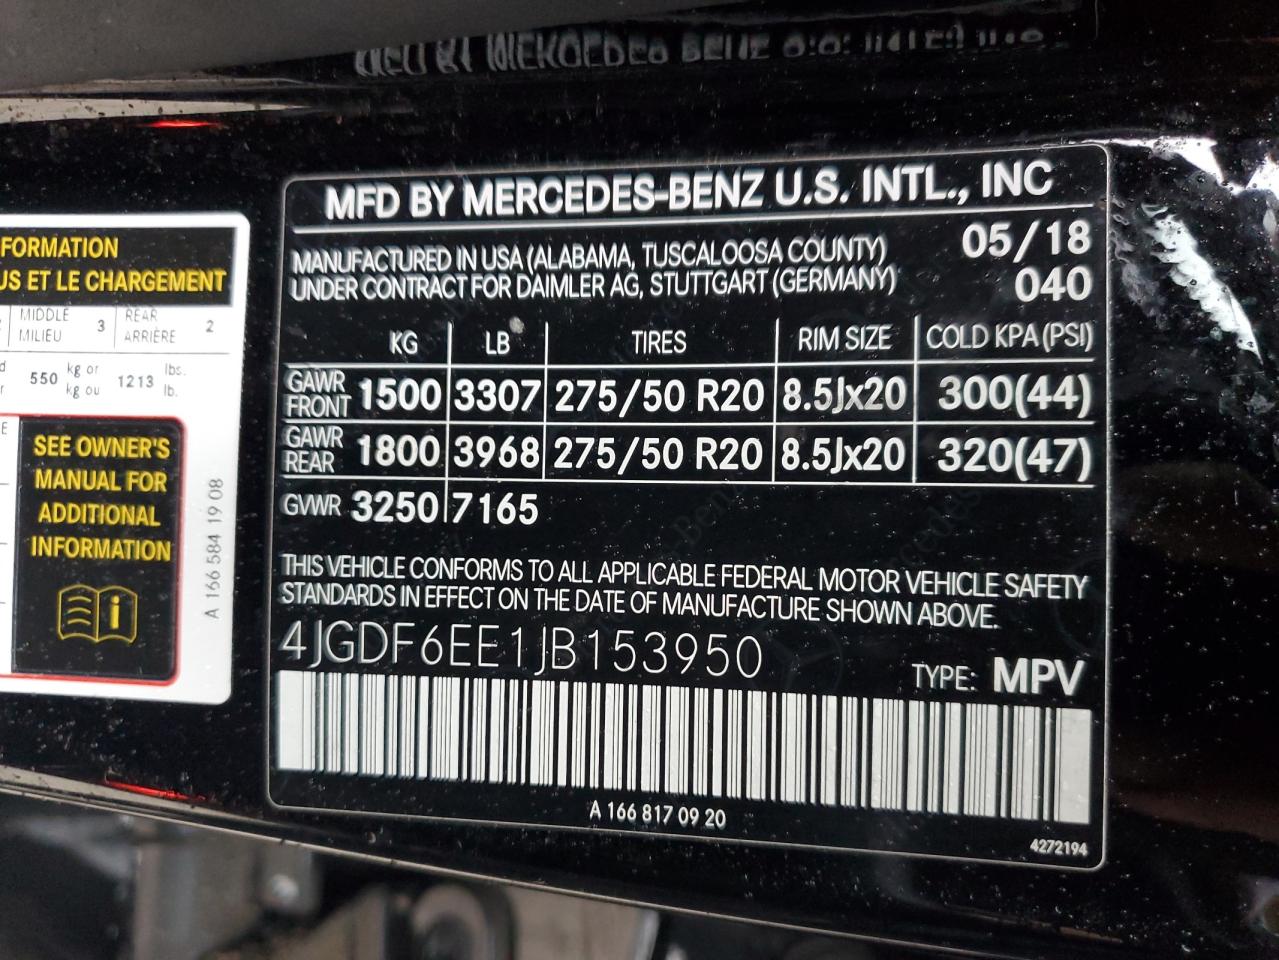 MFD BY MERCEDES-BENZ U.S. INTL., INC
MANUFACTURED IN USA (ALABAMA, TUSCALOOSA COUNTY) 05/18
UNDER CONTRACT FOR DAIMLER AG, STUTTGART (GERMANY) 040
KG LB TIRES RIM SIZE COLD KPA (PSI)
GAWR FRONT 1500 3307 275/50 R20 8.5Jx20 300(44)
GAWR REAR 1800 3968 275/50 R20 8.5Jx20 320(47)
GVWR 3250 7165
THIS VEHICLE CONFORMS TO ALL APPLICABLE FEDERAL MOTOR VEHICLE SAFETY
STANDARDS IN EFFECT ON THE DATE OF MANUFACTURE SHOWN ABOVE.
4JGDF6EE1JB153950
TYPE: MPV
A 166 817 09 20
4272194
FORMATION
US ET LE CHARGEMENT
MIDDLE MILIEU 3 REAR ARRIÈRE 2
550 kg or kg ou 1213 lbs. lb.
SEE OWNER'S
MANUAL FOR
ADDITIONAL
INFORMATION
A 166 584 19 08